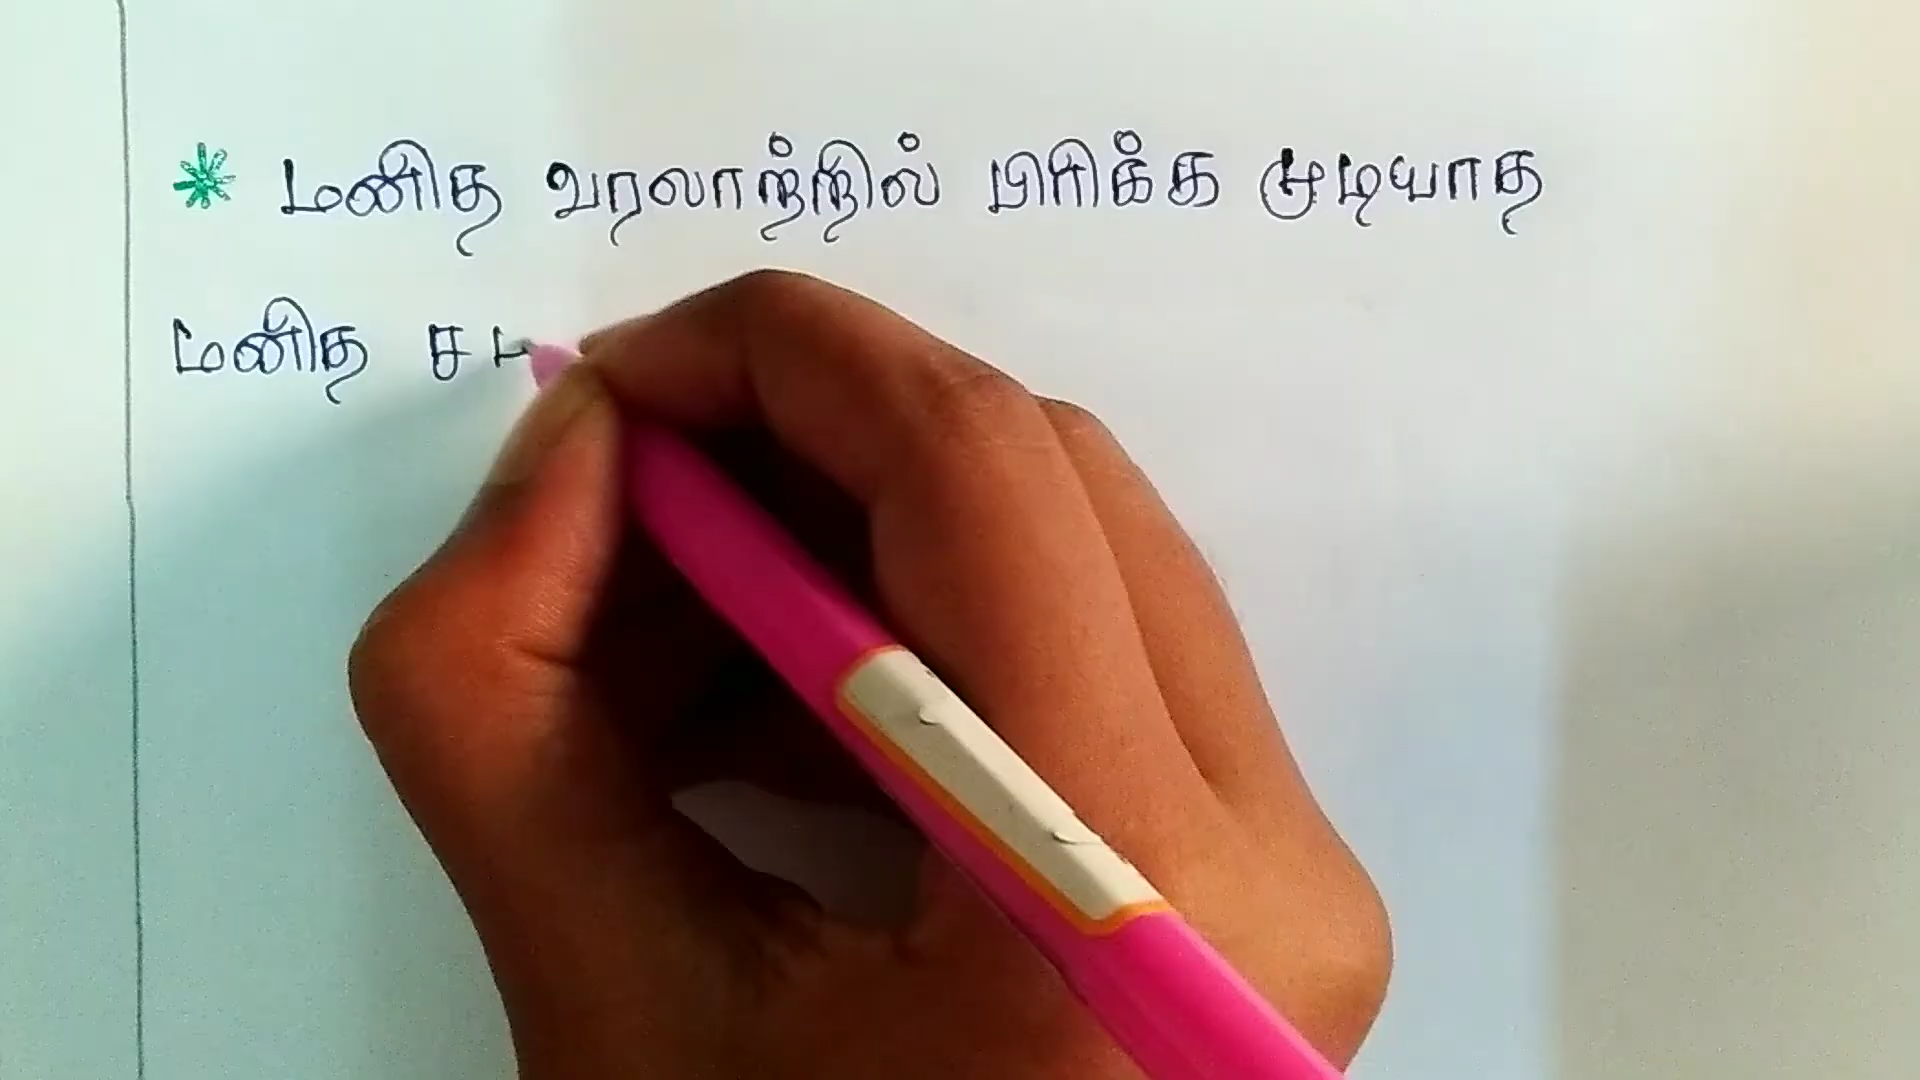 * மனித வரலாற்றில் பிரிக்க முடியாத
மனித ச